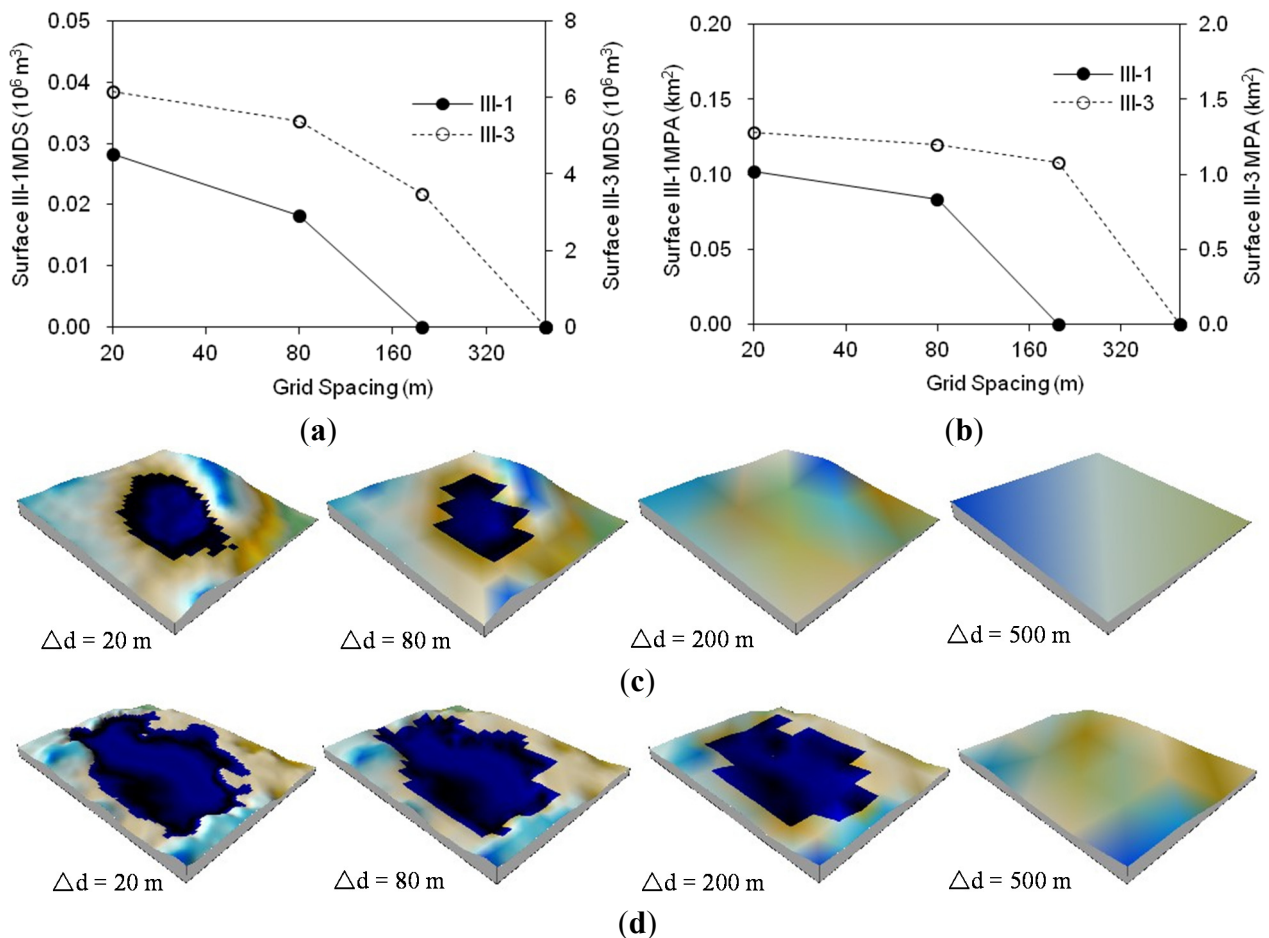 0.05
0.04
0.03
0.02
0.01
0.00
Surface III-1MDS (10⁶ m³)
8
6
4
2
0
Surface III-3 MDS (10⁶ m³)
III-1
III-3
20 40 80 160 320
Grid Spacing (m)
(a)
0.20
0.15
0.10
0.05
0.00
Surface III-1MPA (km²)
2.0
1.5
1.0
0.5
0.0
Surface III-3 MPA (km²)
III-1
III-3
20 40 80 160 320
Grid Spacing (m)
(b)
△d = 20 m
△d = 80 m
△d = 200 m
△d = 500 m
(c)
△d = 20 m
△d = 80 m
△d = 200 m
△d = 500 m
(d)